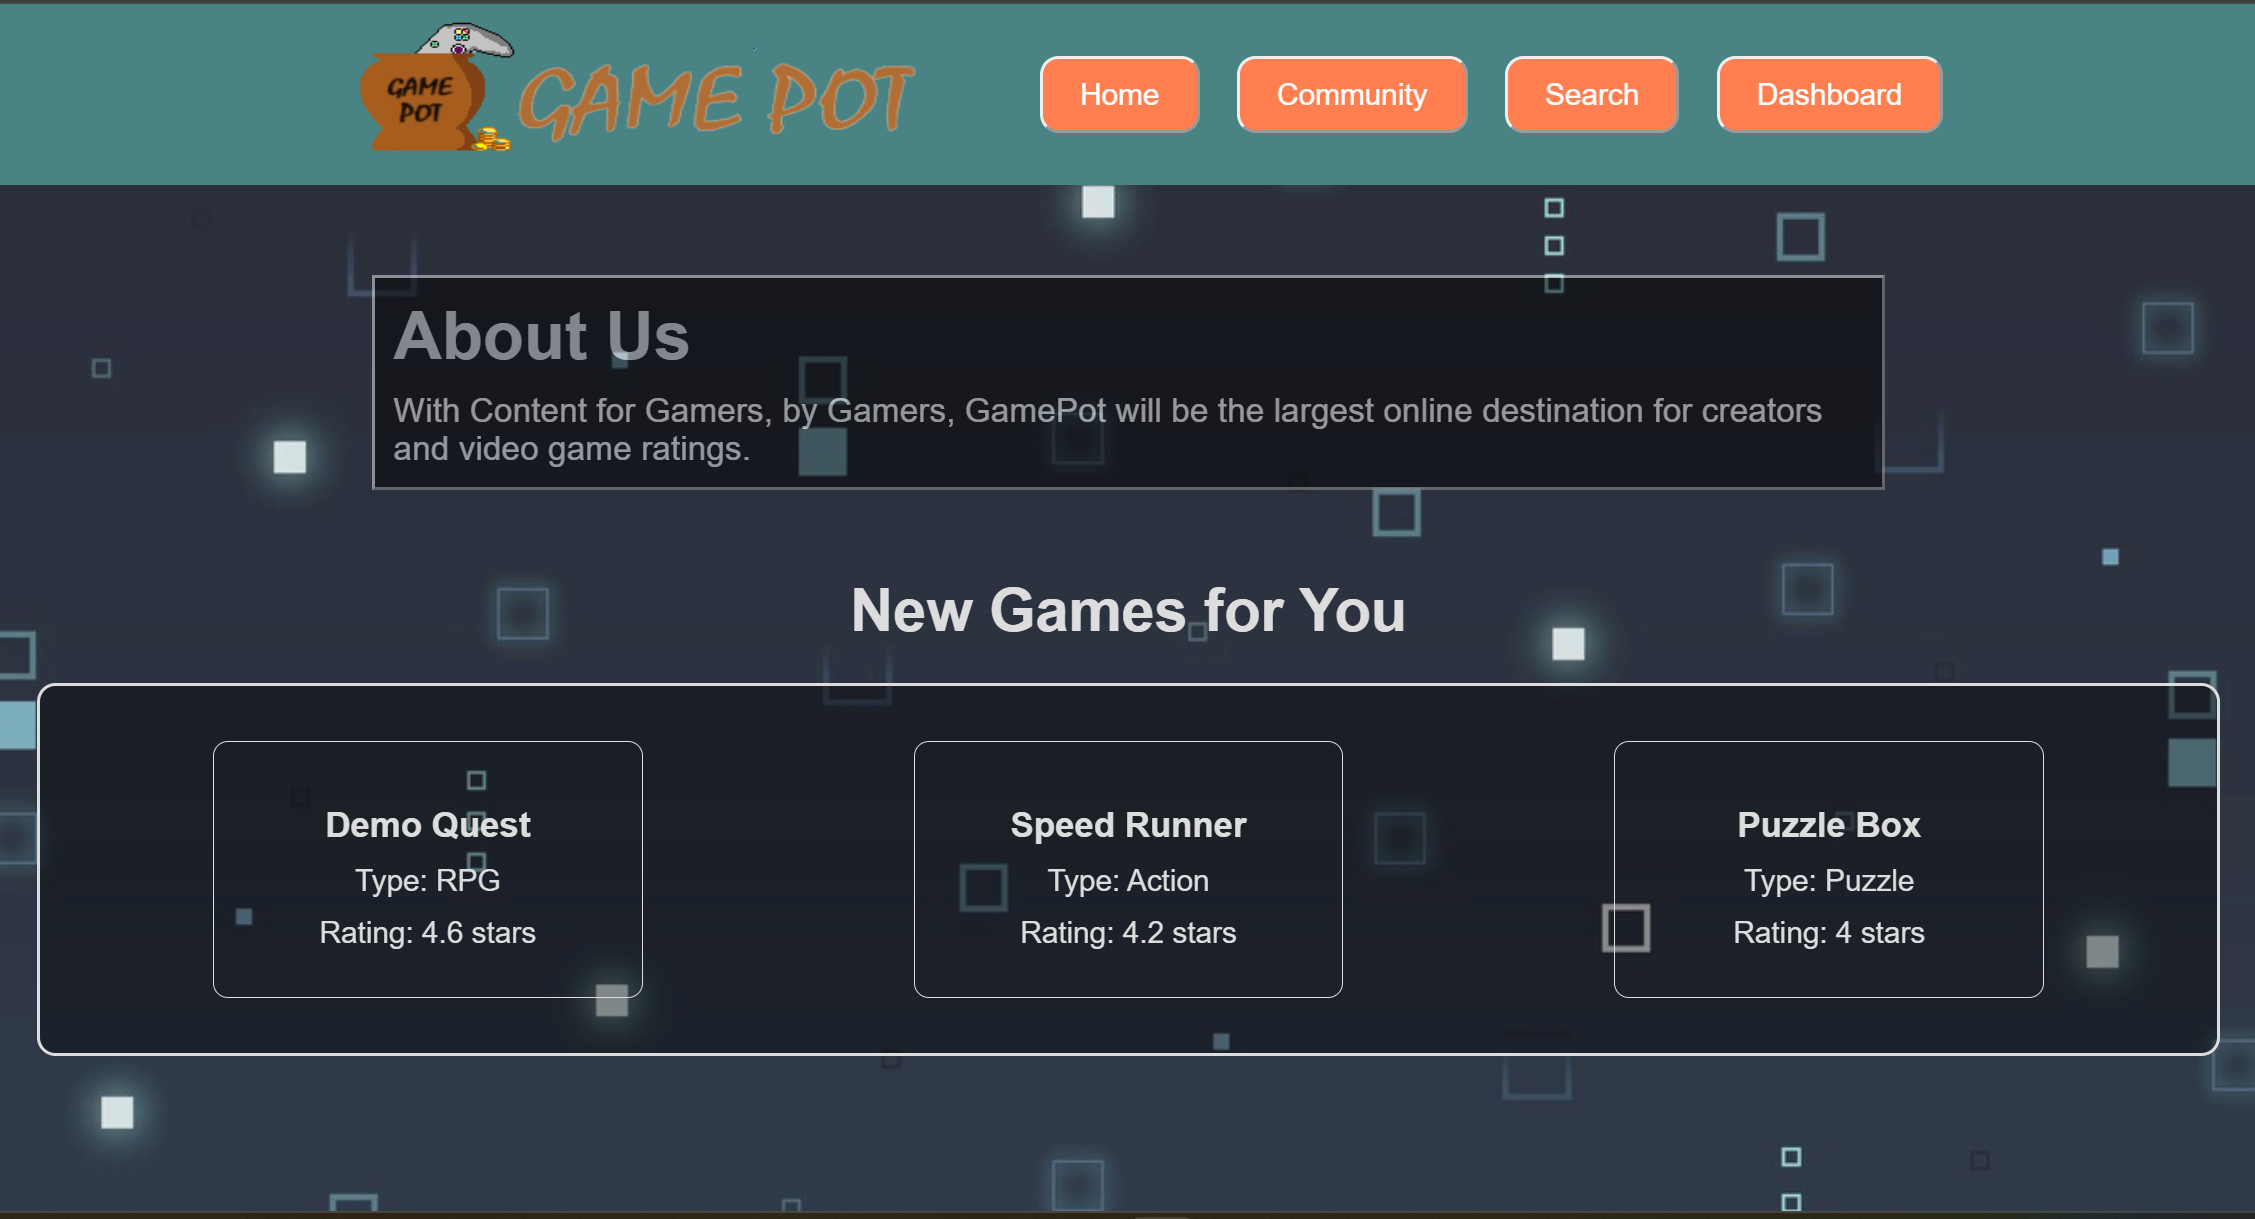 GAME
POT
GAME POT
Home
Community
Search
Dashboard
About Us
With Content for Gamers, by Gamers, GamePot will be the largest online destination for creators
and video game ratings.
New Games for You
Demo Quest
Type: RPG
Rating: 4.6 stars
Speed Runner
Type: Action
Rating: 4.2 stars
Puzzle Box
Type: Puzzle
Rating: 4 stars